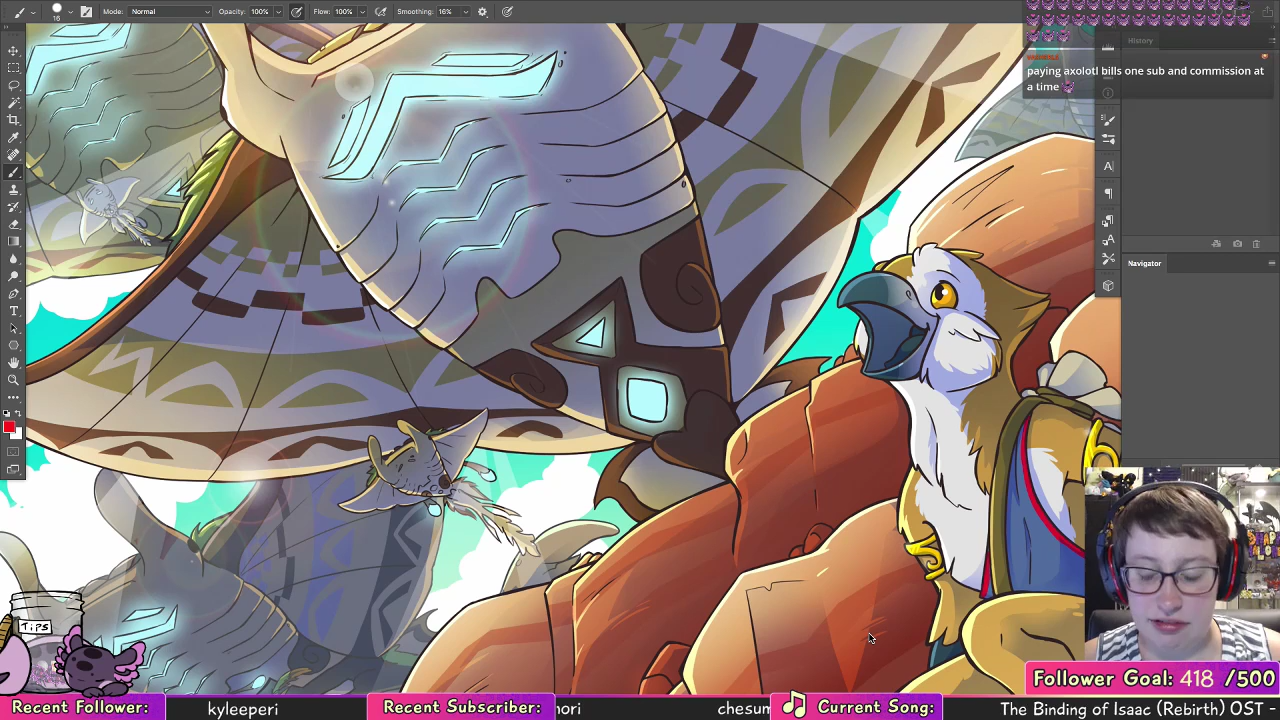 Mode: Normal Opacity: 100% Flow: 100% Smoothing: 16%
16
History
paying axolotl bills one sub and commission at
a time
Navigator
TiPS
Follower Goal: 418 /500
Recent Follower: kyleeperi Recent Subscriber: nori chesum Current Song: The Binding of Isaac (Rebirth) OST -